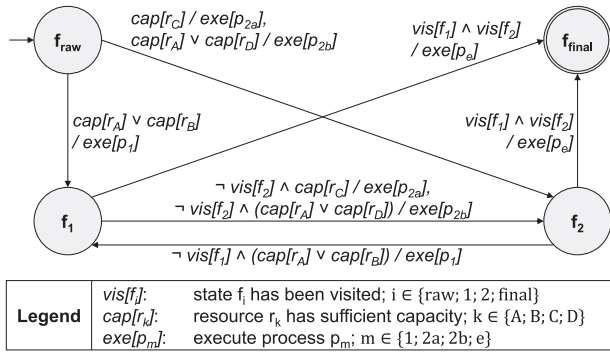 f_raw
cap[r_C] / exe[p_2a],
cap[r_A] ∨ cap[r_D] / exe[p_2b]
vis[f_1] ∧ vis[f_2]
/ exe[p_e]
f_final
cap[r_A] ∨ cap[r_B]
/ exe[p_1]
vis[f_1] ∧ vis[f_2]
/ exe[p_e]
f_1
¬ vis[f_2] ∧ cap[r_C] / exe[p_2a],
¬ vis[f_2] ∧ (cap[r_A] ∨ cap[r_D]) / exe[p_2b]
f_2
¬ vis[f_1] ∧ (cap[r_A] ∨ cap[r_B]) / exe[p_1]
Legend
vis[f_i]: state f_i has been visited; i ∈ {raw; 1; 2; final}
cap[r_k]: resource r_k has sufficient capacity; k ∈ {A; B; C; D}
exe[p_m]: execute process p_m; m ∈ {1; 2a; 2b; e}